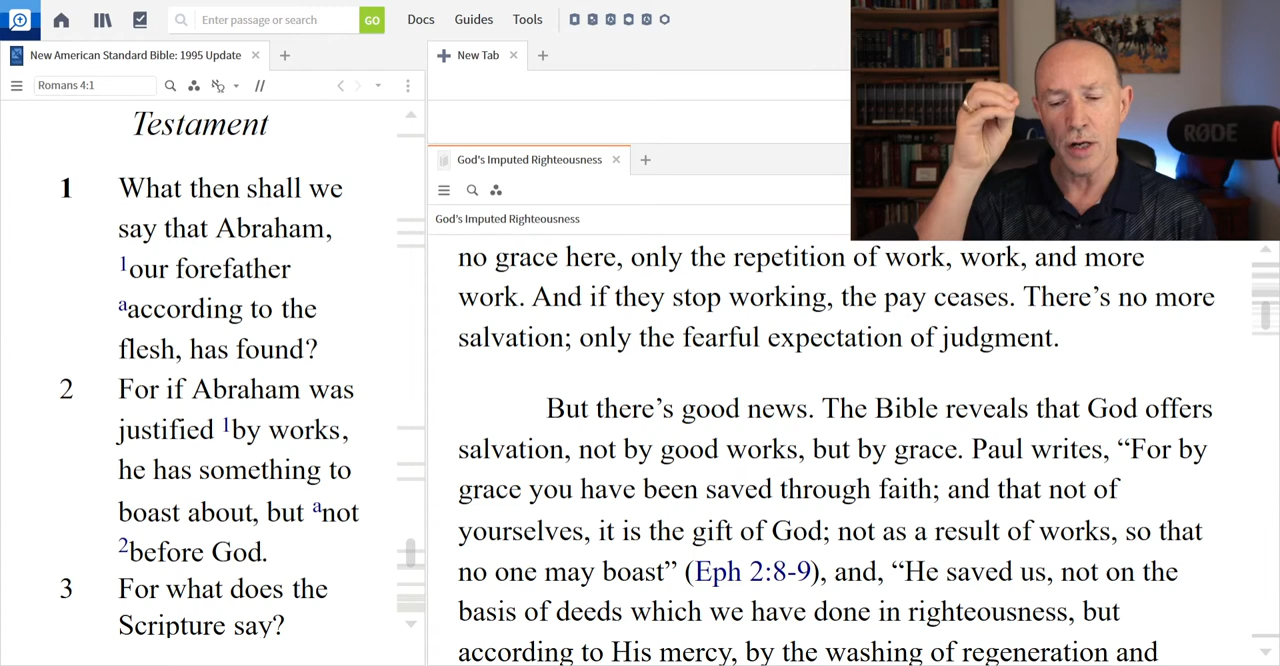 Enter passage or search
GO
Docs
Guides
Tools
New American Standard Bible: 1995 Update
New Tab
Romans 4:1
Testament
1 What then shall we
say that Abraham,
1our forefather
aaccording to the
flesh, has found?
2 For if Abraham was
justified 1by works,
he has something to
boast about, but anot
2before God.
3 For what does the
Scripture say?
God's Imputed Righteousness
God's Imputed Righteousness
no grace here, only the repetition of work, work, and more
work. And if they stop working, the pay ceases. There's no more
salvation; only the fearful expectation of judgment.
But there's good news. The Bible reveals that God offers
salvation, not by good works, but by grace. Paul writes, “For by
grace you have been saved through faith; and that not of
yourselves, it is the gift of God; not as a result of works, so that
no one may boast” (Eph 2:8-9), and, “He saved us, not on the
basis of deeds which we have done in righteousness, but
according to His mercy, by the washing of regeneration and
RØDE